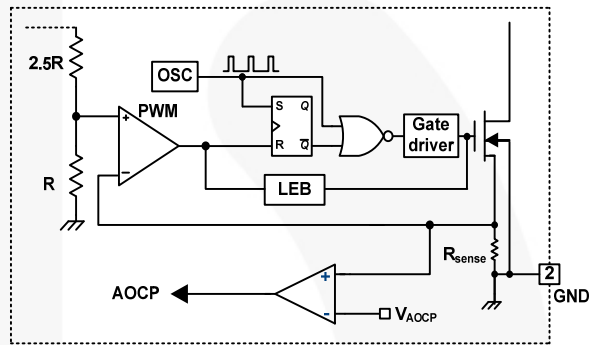 2.5R
OSC
PWM
S Q
R Q̅
Gate
driver
+
−
R
LEB
Rsense
2
GND
AOCP
+
-
VAOCP